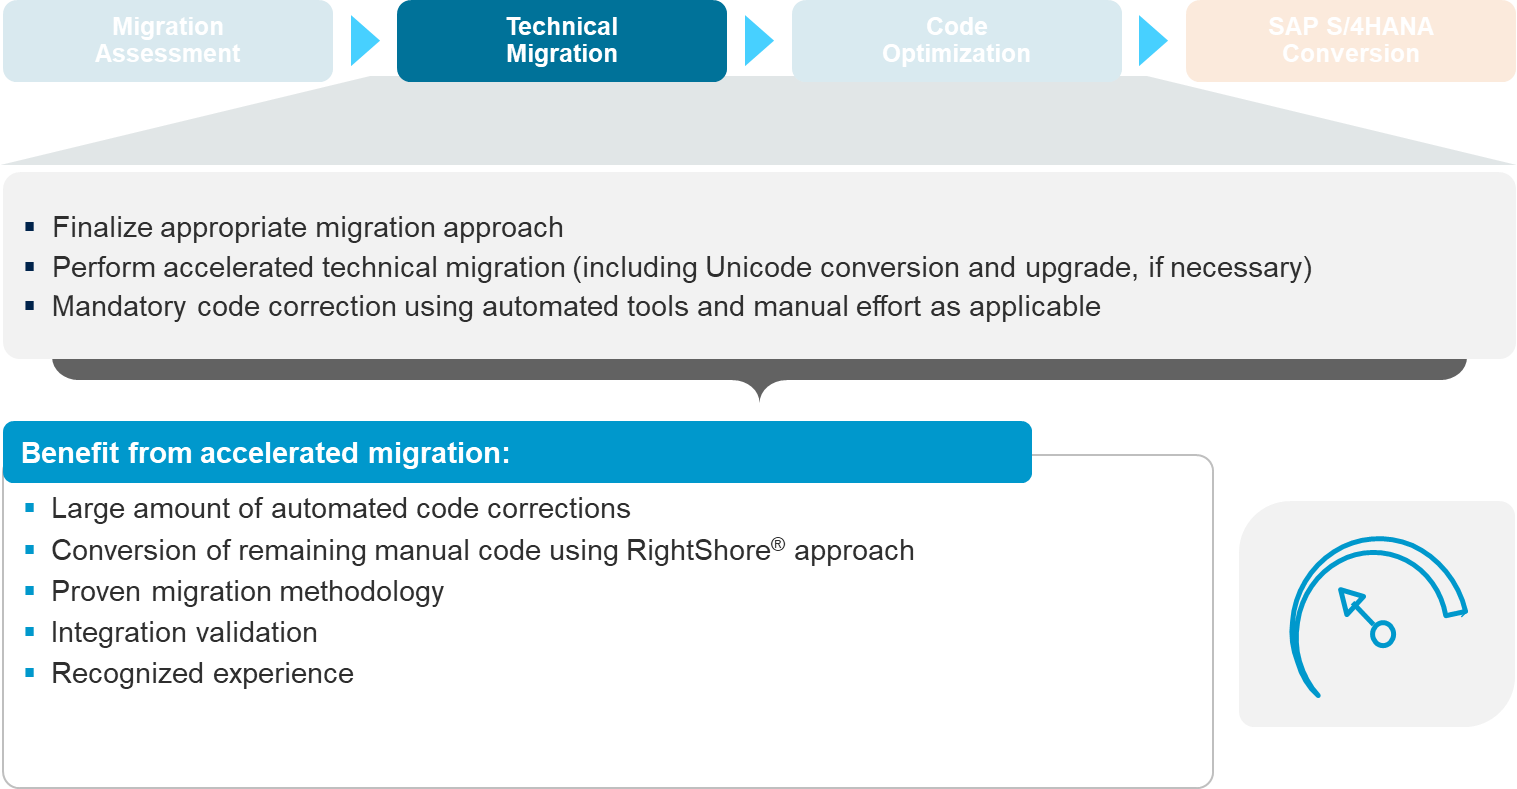 Migration
Assessment
Technical
Migration
Code
Optimization
SAP S/4HANA
Conversion
▪ Finalize appropriate migration approach
▪ Perform accelerated technical migration (including Unicode conversion and upgrade, if necessary)
▪ Mandatory code correction using automated tools and manual effort as applicable
Benefit from accelerated migration:
▪ Large amount of automated code corrections
▪ Conversion of remaining manual code using RightShore® approach
▪ Proven migration methodology
▪ Integration validation
▪ Recognized experience